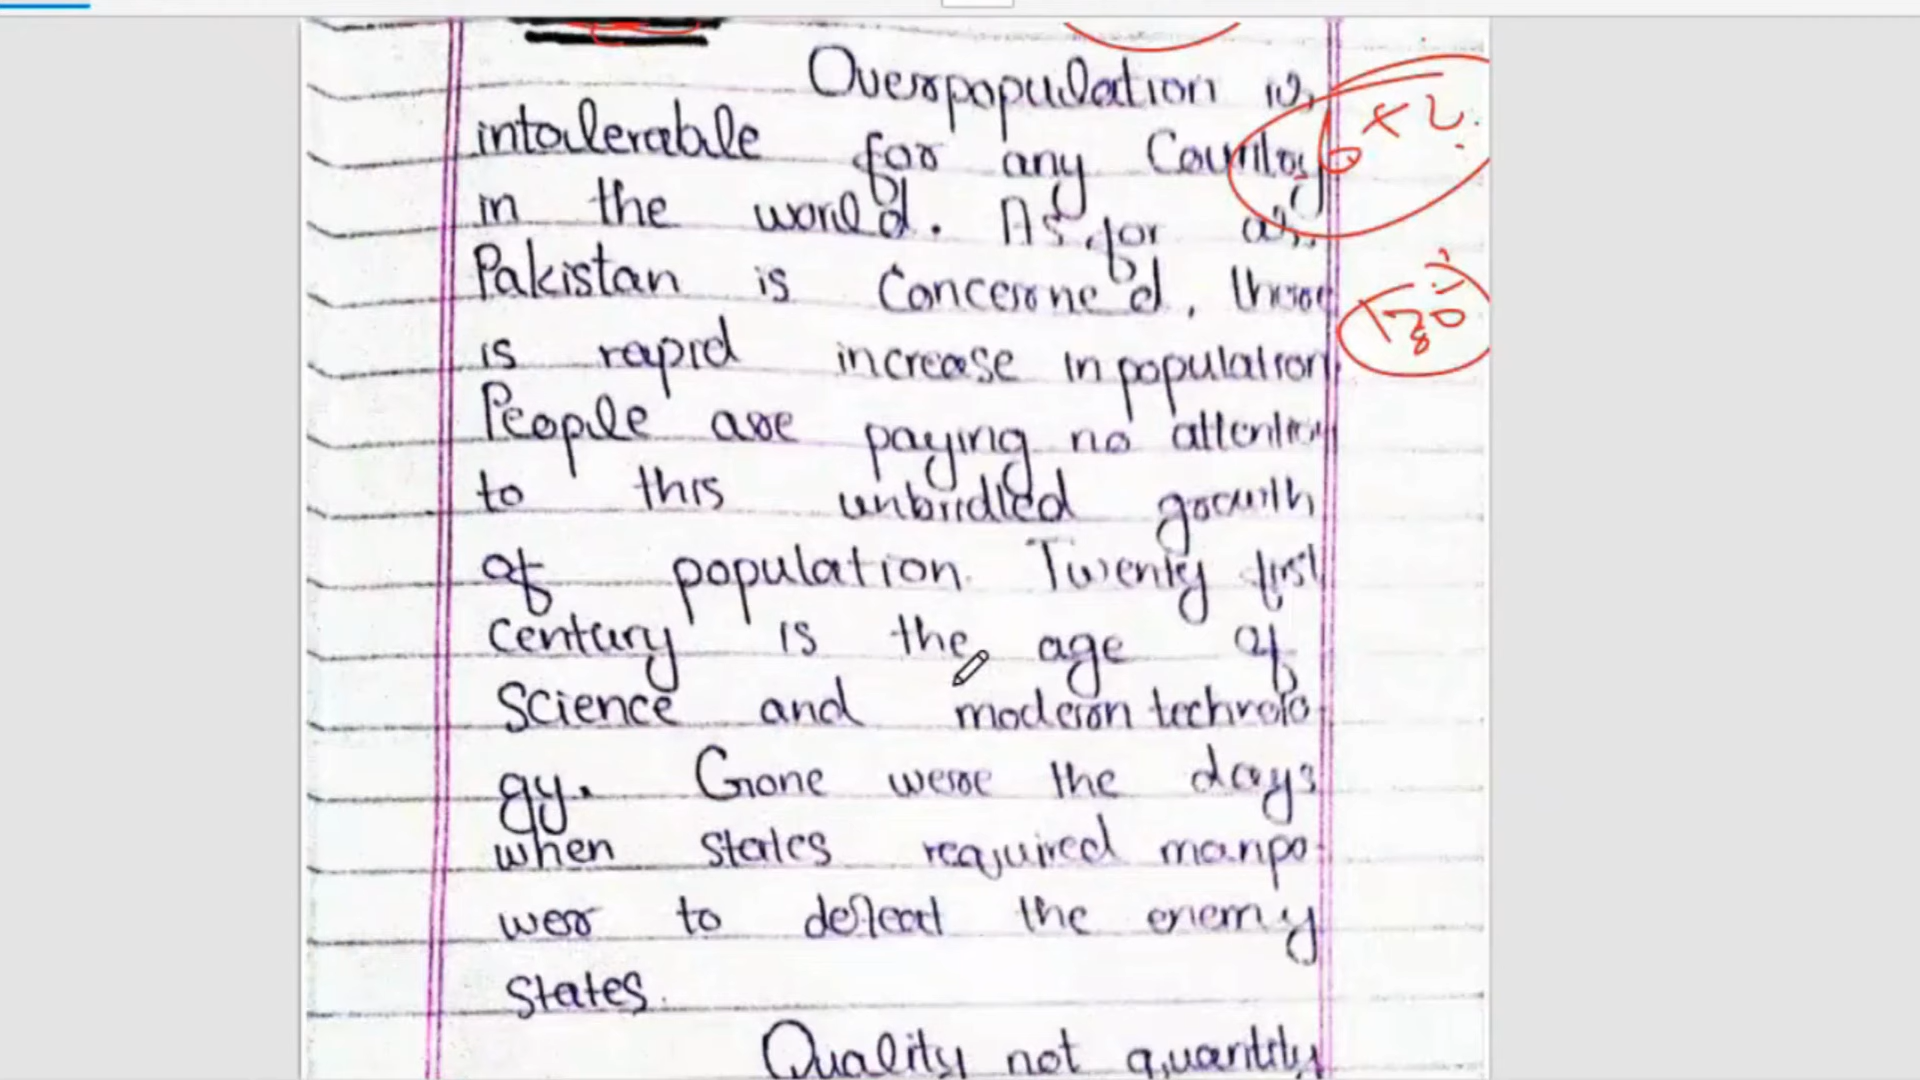 Overpopulation is
intolerable for any Country
in the world. As for as
Pakistan is Concerned, there
is rapid increase in population
People are paying no attention
to this unbridled growth
of population. Twenty first
century is the age of
Science and modern technolo
gy. Gone were the days
when states required manpo
wer to defeat the enemy
states.
Quality not quantity